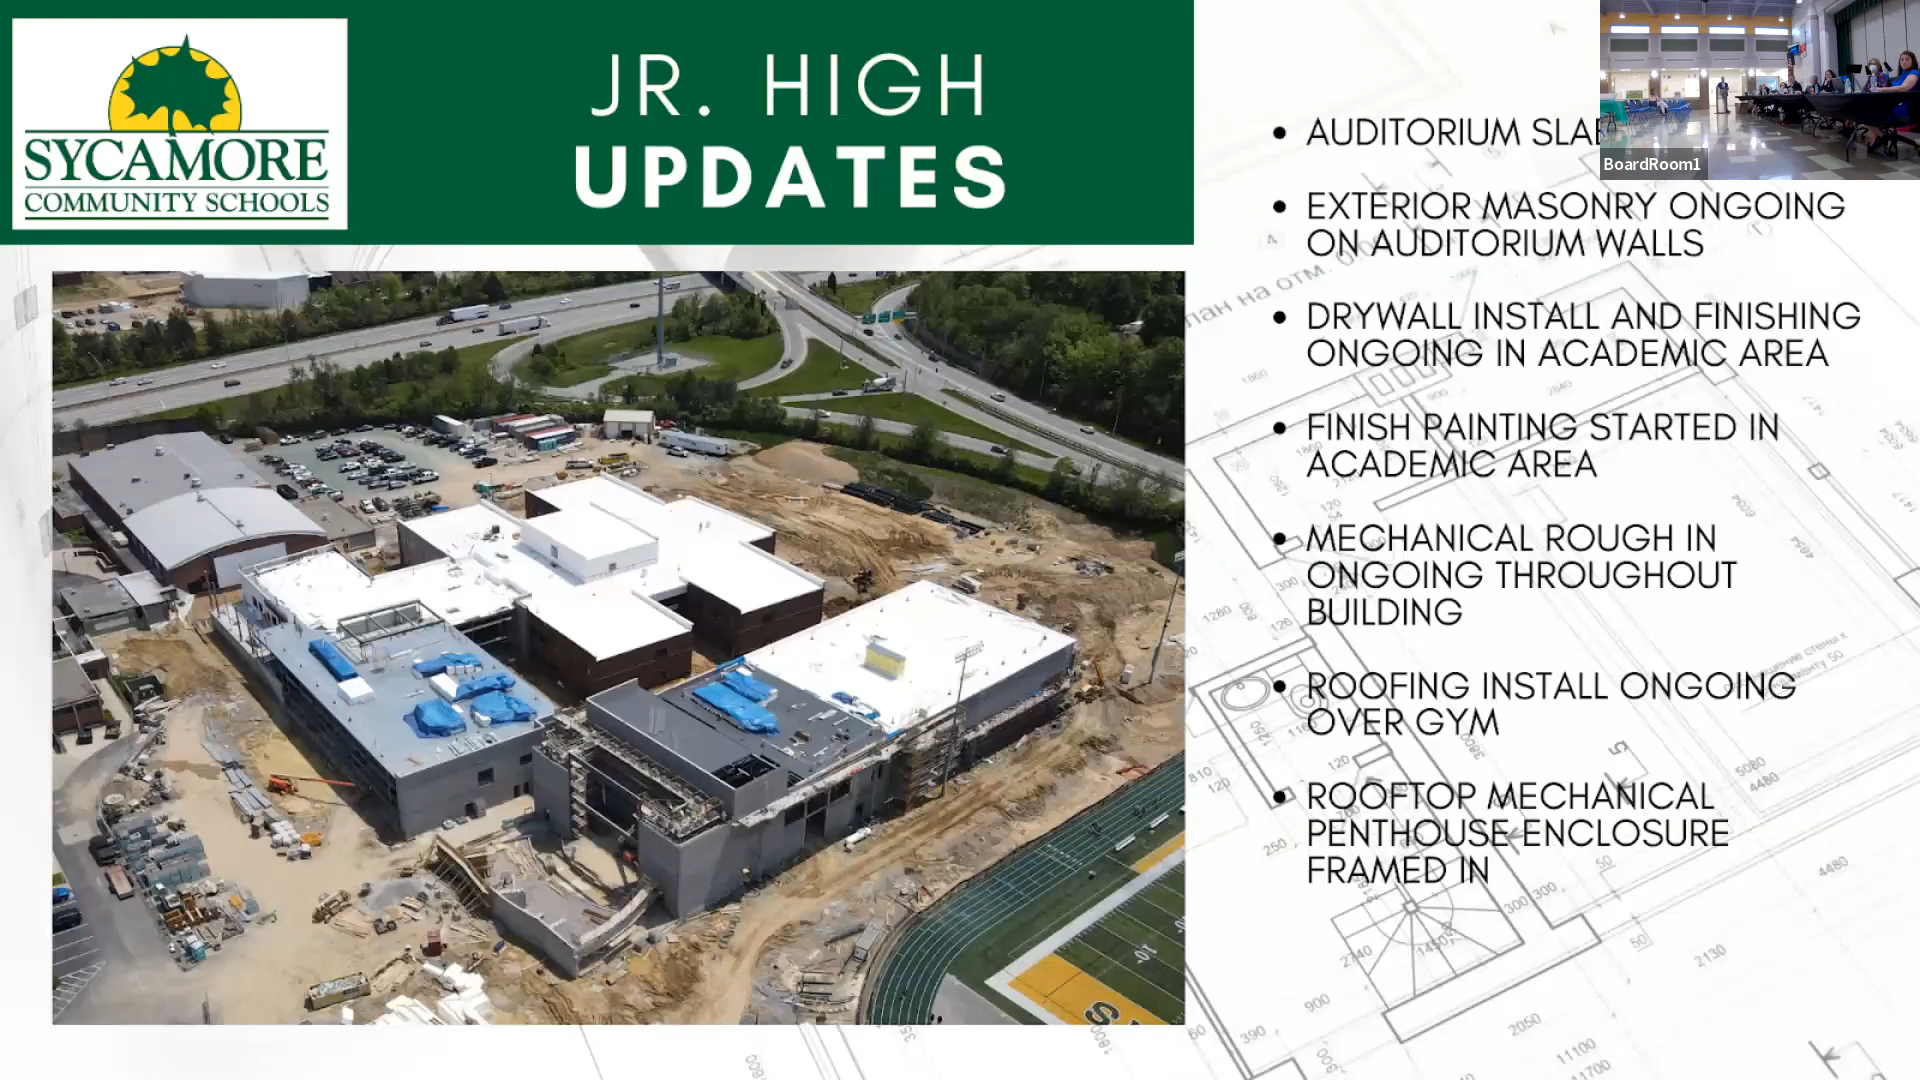 SYCAMORE
COMMUNITY SCHOOLS
JR. HIGH
UPDATES
BoardRoom1
• AUDITORIUM
• EXTERIOR MASONRY ONGOING
ON AUDITORIUM WALLS
• DRYWALL INSTALL AND FINISHING
ONGOING IN ACADEMIC AREA
• FINISH PAINTING STARTED IN
ACADEMIC AREA
• MECHANICAL ROUGH IN
ONGOING THROUGHOUT
BUILDING
• ROOFING INSTALL ONGOING
OVER GYM
• ROOFTOP MECHANICAL
PENTHOUSE ENCLOSURE
FRAMED IN